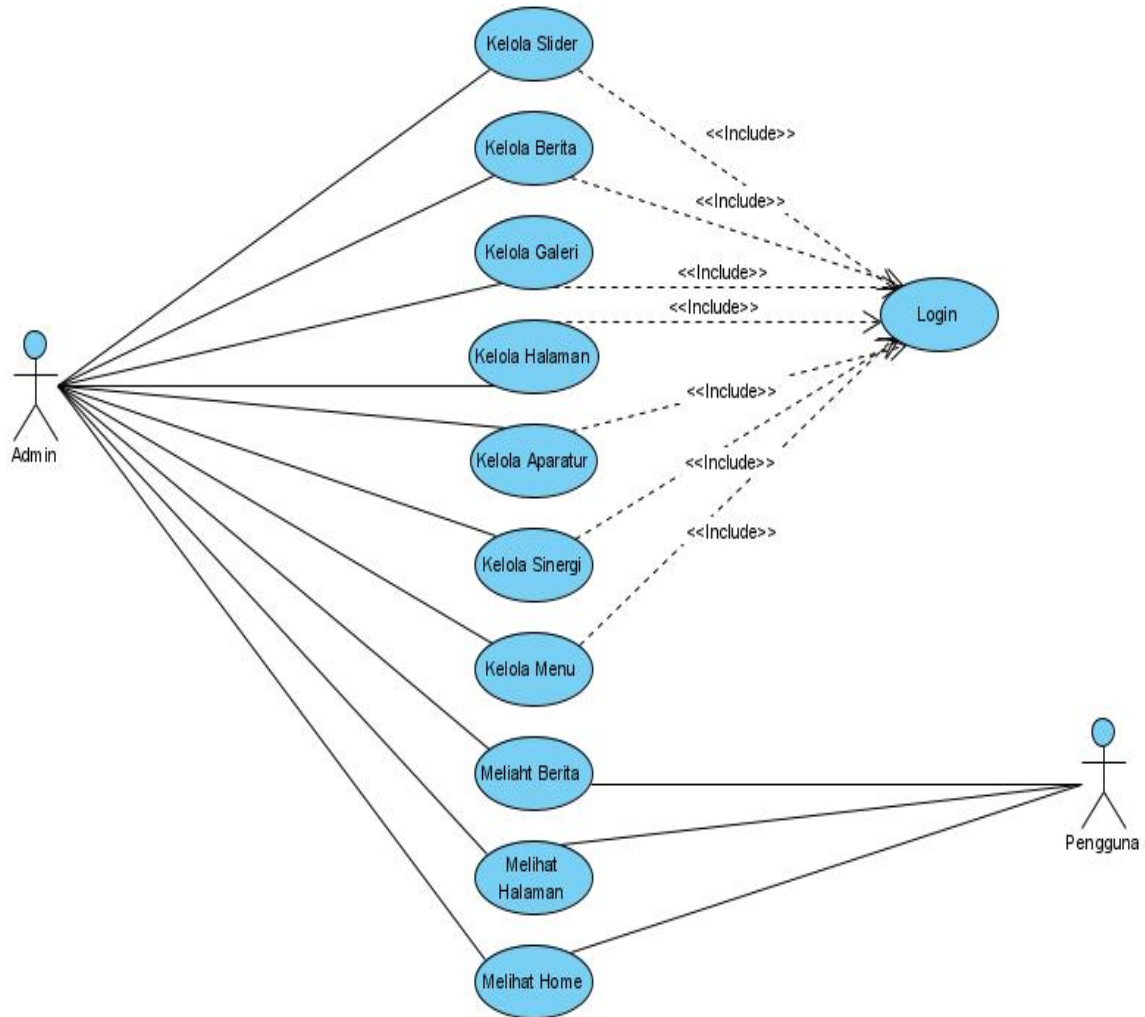 Kelola Slider
<<Include>>
Kelola Berita
<<Include>>
Kelola Galeri
<<Include>>
<<Include>>
Login
Kelola Halaman
Admin
<<Include>>
Kelola Aparatur
<<Include>>
<<Include>>
Kelola Sinergi
Kelola Menu
Meliaht Berita
Pengguna
Melihat
Halaman
Melihat Home